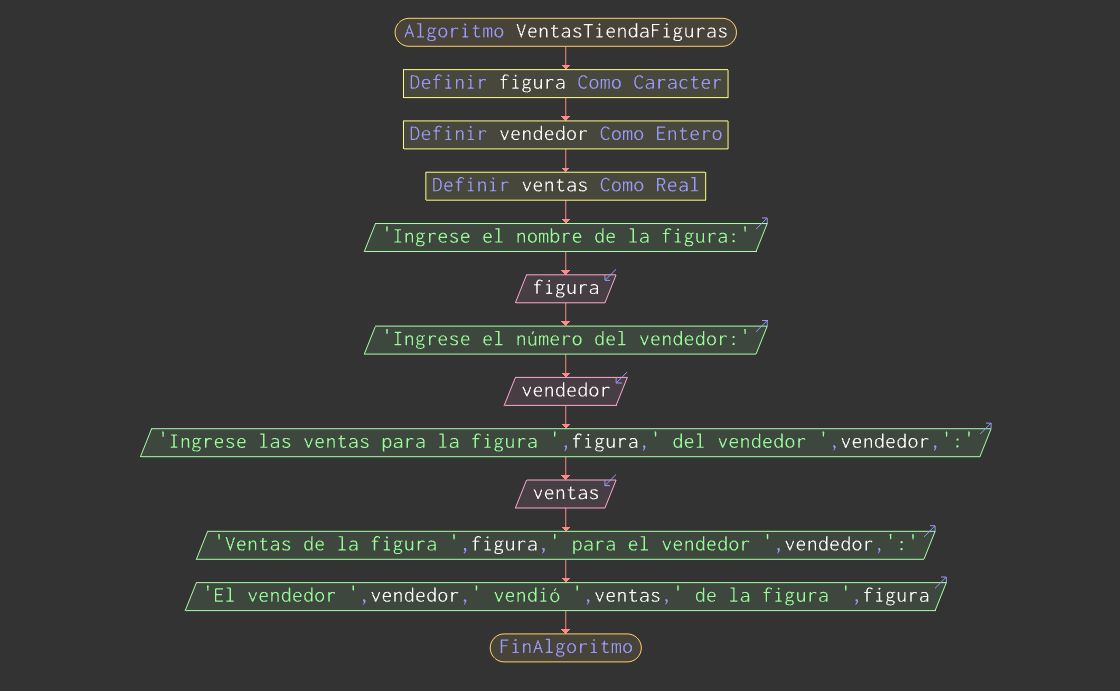 Algoritmo VentasTiendaFiguras
Definir figura Como Caracter
Definir vendedor Como Entero
Definir ventas Como Real
'Ingrese el nombre de la figura:'
figura
'Ingrese el número del vendedor:'
vendedor
'Ingrese las ventas para la figura ',figura,' del vendedor ',vendedor,':'
ventas
'Ventas de la figura ',figura,' para el vendedor ',vendedor,':'
'El vendedor ',vendedor,' vendió ',ventas,' de la figura ',figura
FinAlgoritmo